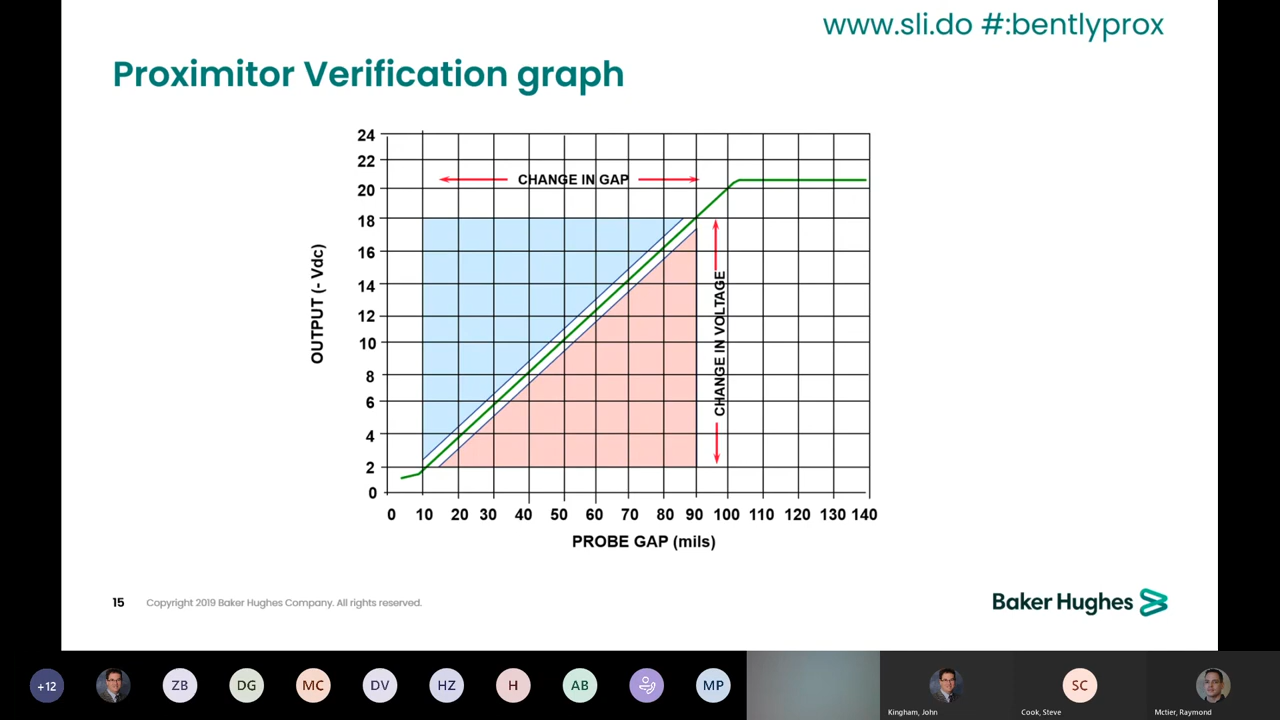 www.sli.do #:bentlyprox
Proximitor Verification graph
24
22
20
18
16
14
12
10
8
6
4
2
0
OUTPUT (- Vdc)
CHANGE IN GAP
CHANGE IN VOLTAGE
0 10 20 30 40 50 60 70 80 90 100 110 120 130 140
PROBE GAP (mils)
15 Copyright 2019 Baker Hughes Company. All rights reserved.
Baker Hughes
+12 ZB DG MC DV HZ H AB MP SC
Kingham, John Cook, Steve Mctier, Raymond